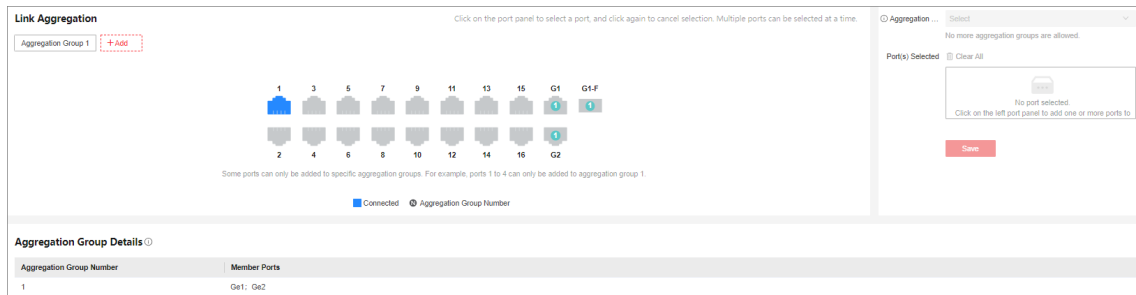 Link Aggregation
Click on the port panel to select a port, and click again to cancel selection. Multiple ports can be selected at a time.
Aggregation Group 1
+Add
1 3 5 7 9 11 13 15 G1 G1-F
1 1
1
2 4 6 8 10 12 14 16 G2
Some ports can only be added to specific aggregation groups. For example, ports 1 to 4 can only be added to aggregation group 1.
Connected
N Aggregation Group Number
Aggregation ...
Select
No more aggregation groups are allowed.
Port(s) Selected
Clear All
No port selected.
Click on the left port panel to add one or more ports to
Save
Aggregation Group Details
Aggregation Group Number Member Ports
1 Ge1; Ge2